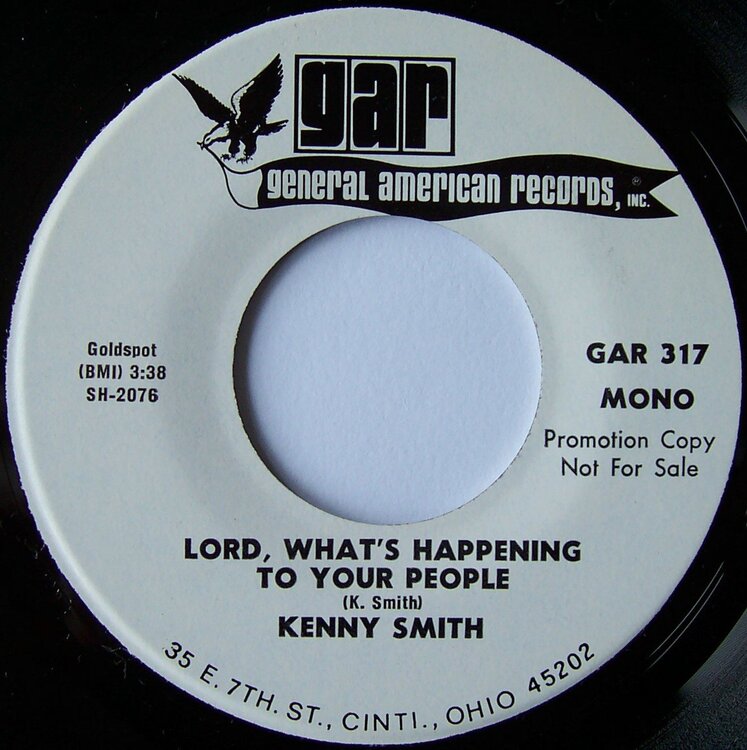 gar
general american records, INC.
®
Goldspot
(BMI) 3:38
SH-2076
GAR 317
MONO
Promotion Copy
Not For Sale
LORD, WHAT'S HAPPENING
TO YOUR PEOPLE
(K. Smith)
KENNY SMITH
35 E. 7TH. ST., CINTI., OHIO 45202